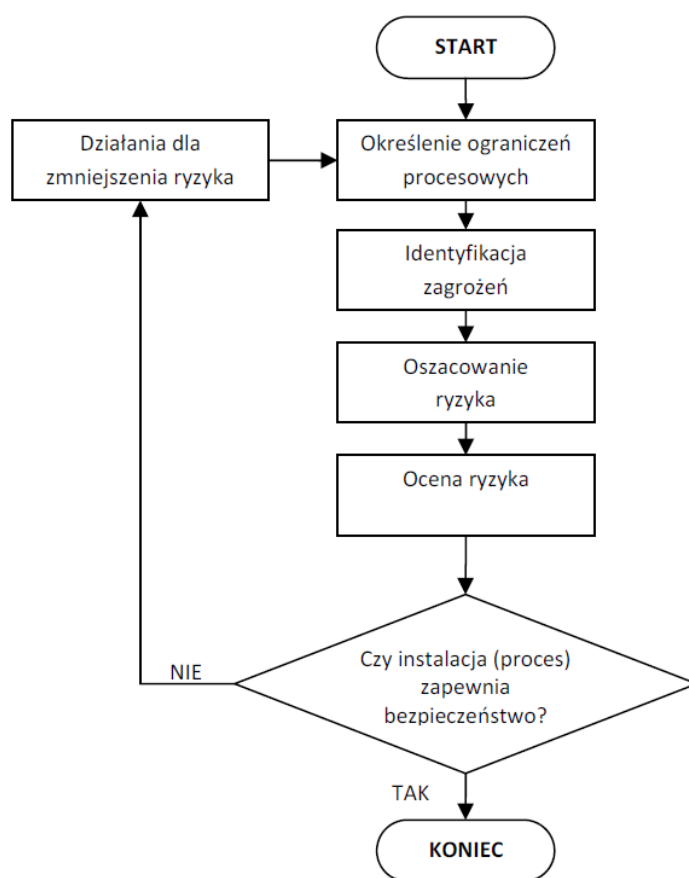 START
Działania dla
zmniejszenia ryzyka
Określenie ograniczeń
procesowych
Identyfikacja
zagrożeń
Oszacowanie
ryzyka
Ocena ryzyka
Czy instalacja (proces)
zapewnia
bezpieczeństwo?
NIE
TAK
KONIEC